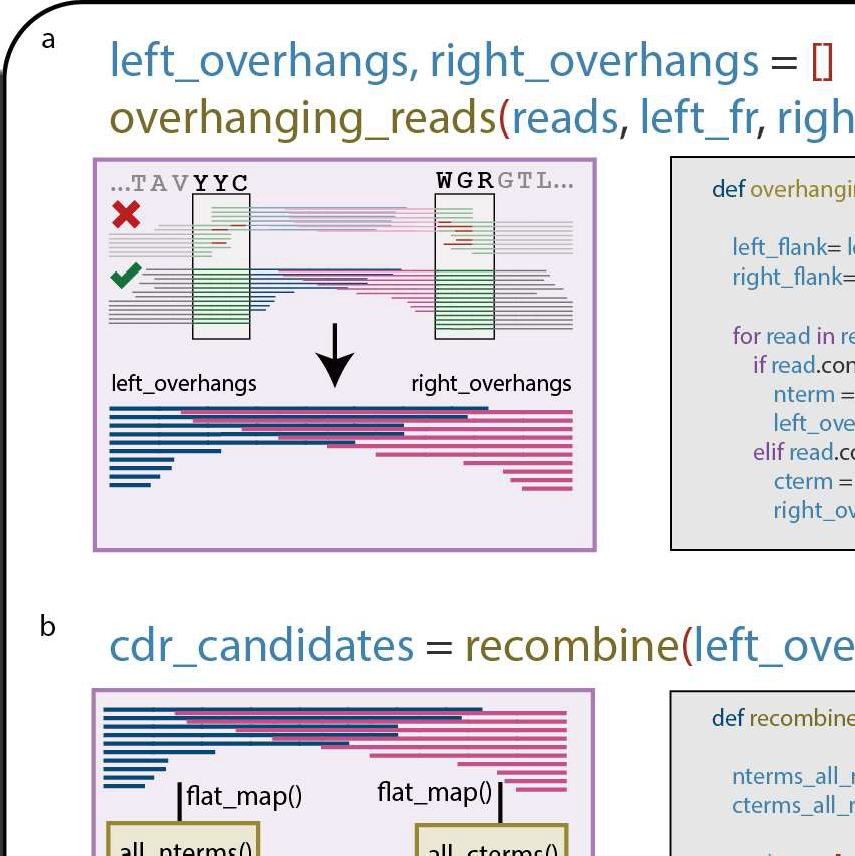 a
left_overhangs, right_overhangs = []
overhanging_reads(reads, left_fr, righ
...TAVYYC WGRGTL...
left_overhangs right_overhangs
def overhangi
left_flank= l
right_flank=
for read in re
if read.con
nterm =
left_ove
elif read.co
cterm =
right_ov
b
cdr_candidates = recombine(left_ove
flat_map() flat_map()
all_nterms() all_cterms()
def recombine
nterms_all_r
cterms_all_r